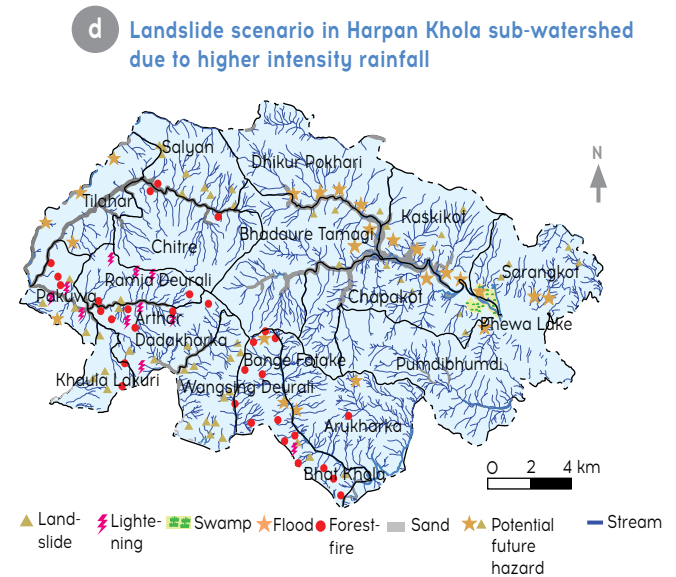 d
Landslide scenario in Harpan Khola sub-watershed
due to higher intensity rainfall
N
Salyan
Dhikur Pokhari
Tilahar
Kaskikot
Chitre
Bhadaure Tamagi
Sarangkot
Ramja Deurali
Pakuwa
Chapakot
Arthar
Phewa Lake
Dadakharka
Bange Fatake
Pumdibhumdi
Khaula Lakuri
Wangsing Deurali
Arukharka
Bhat Khola
0 2 4 km
Land-
slide
Lighte-
ning
Swamp
Flood
Forest-
fire
Sand
Potential
future
hazard
Stream